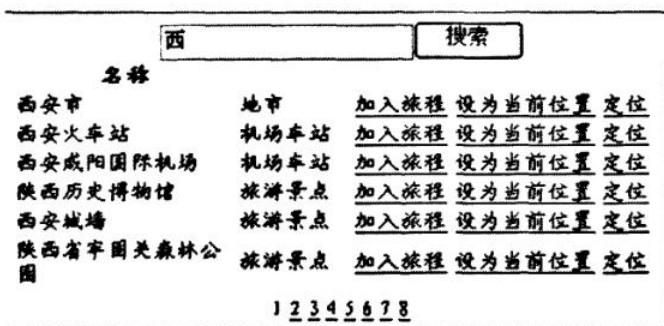 西 搜索
名称
西安市 地市 加入旅程 设为当前位置 定位
西安火车站 机场车站 加入旅程 设为当前位置 定位
西安咸阳国际机场 机场车站 加入旅程 设为当前位置 定位
陕西历史博物馆 旅游景点 加入旅程 设为当前位置 定位
西安城墙 旅游景点 加入旅程 设为当前位置 定位
陕西省宁国关森林公 旅游景点 加入旅程 设为当前位置 定位
园
1 2 3 4 5 6 7 8